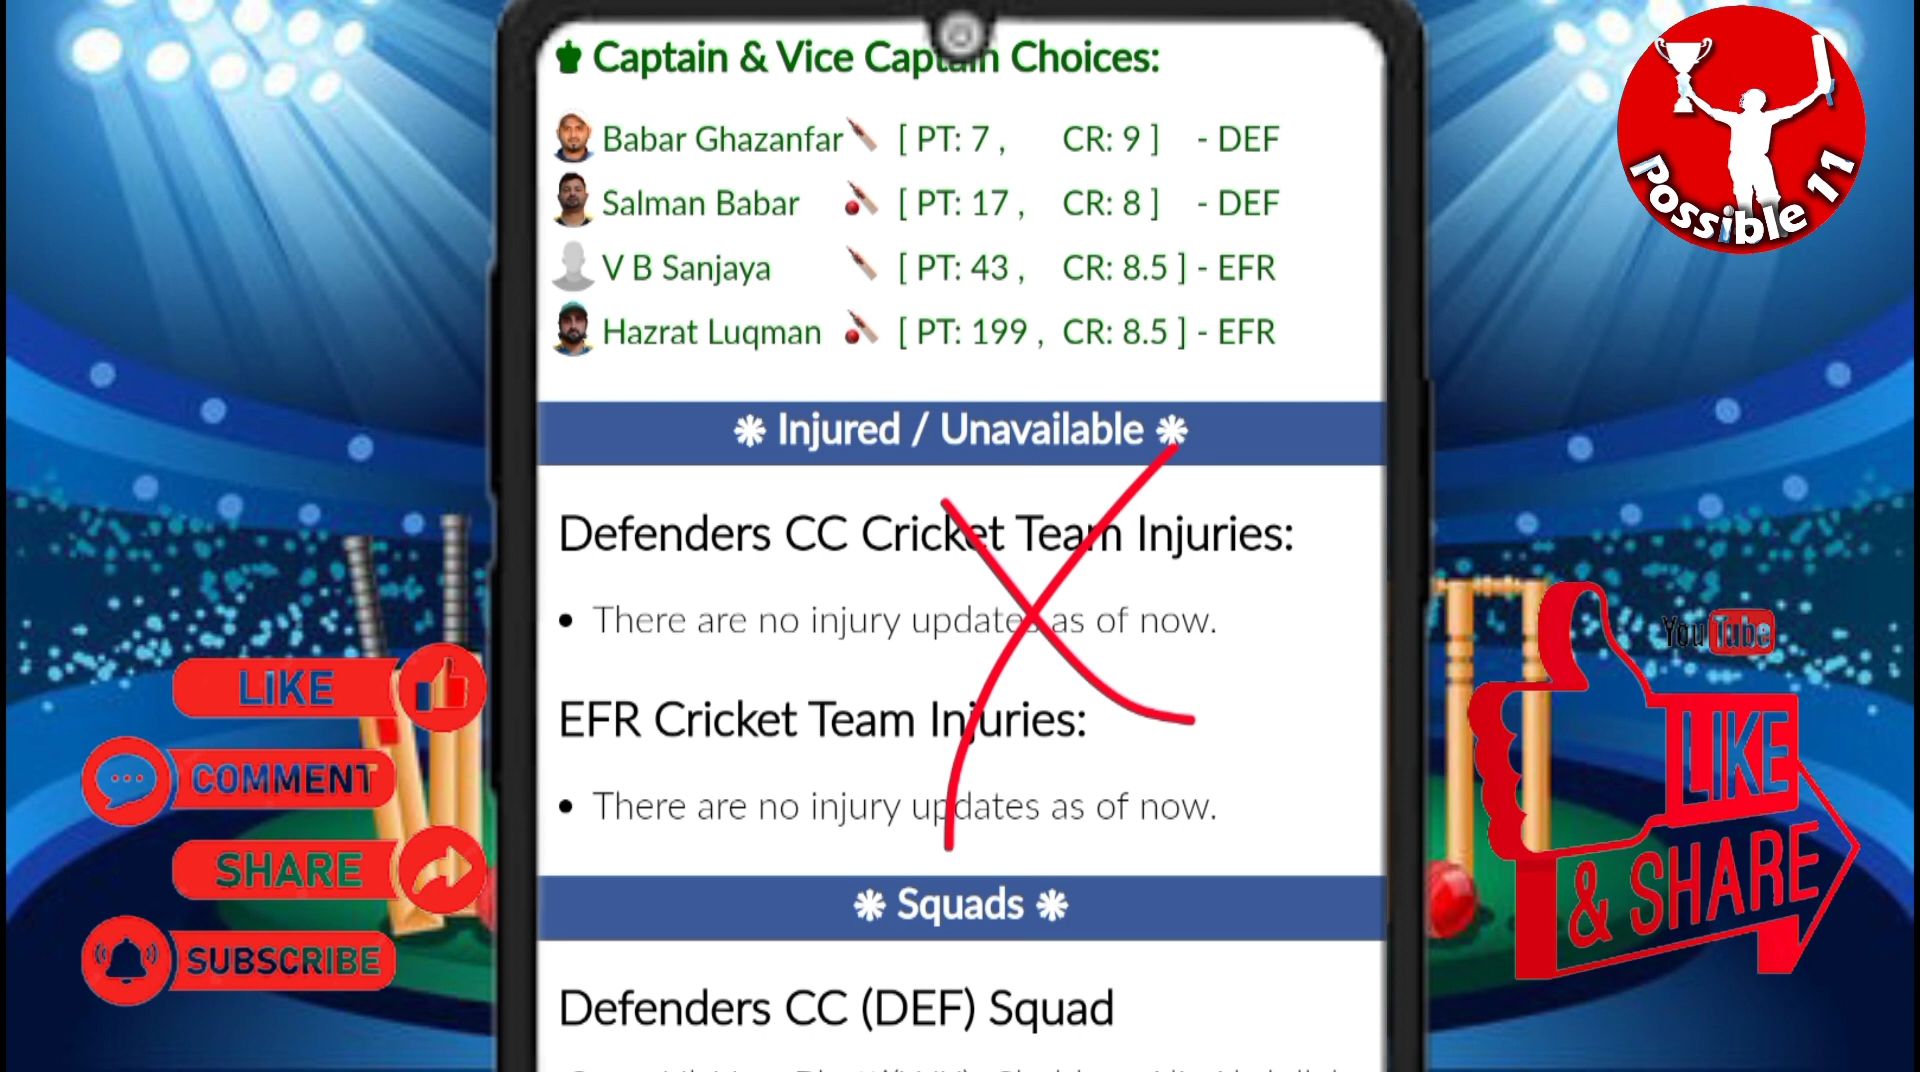 Captain & Vice Captain Choices:
Babar Ghazanfar [ PT: 7 , CR: 9 ] - DEF
Salman Babar [ PT: 17 , CR: 8 ] - DEF
V B Sanjaya [ PT: 43 , CR: 8.5 ] - EFR
Hazrat Luqman [ PT: 199 , CR: 8.5 ] - EFR
Injured / Unavailable
Defenders CC Cricket Team Injuries:
• There are no injury updates as of now.
EFR Cricket Team Injuries:
• There are no injury updates as of now.
Squads
Defenders CC (DEF) Squad
Possible 11
LIKE
COMMENT
SHARE
SUBSCRIBE
YouTube
LIKE
& SHARE